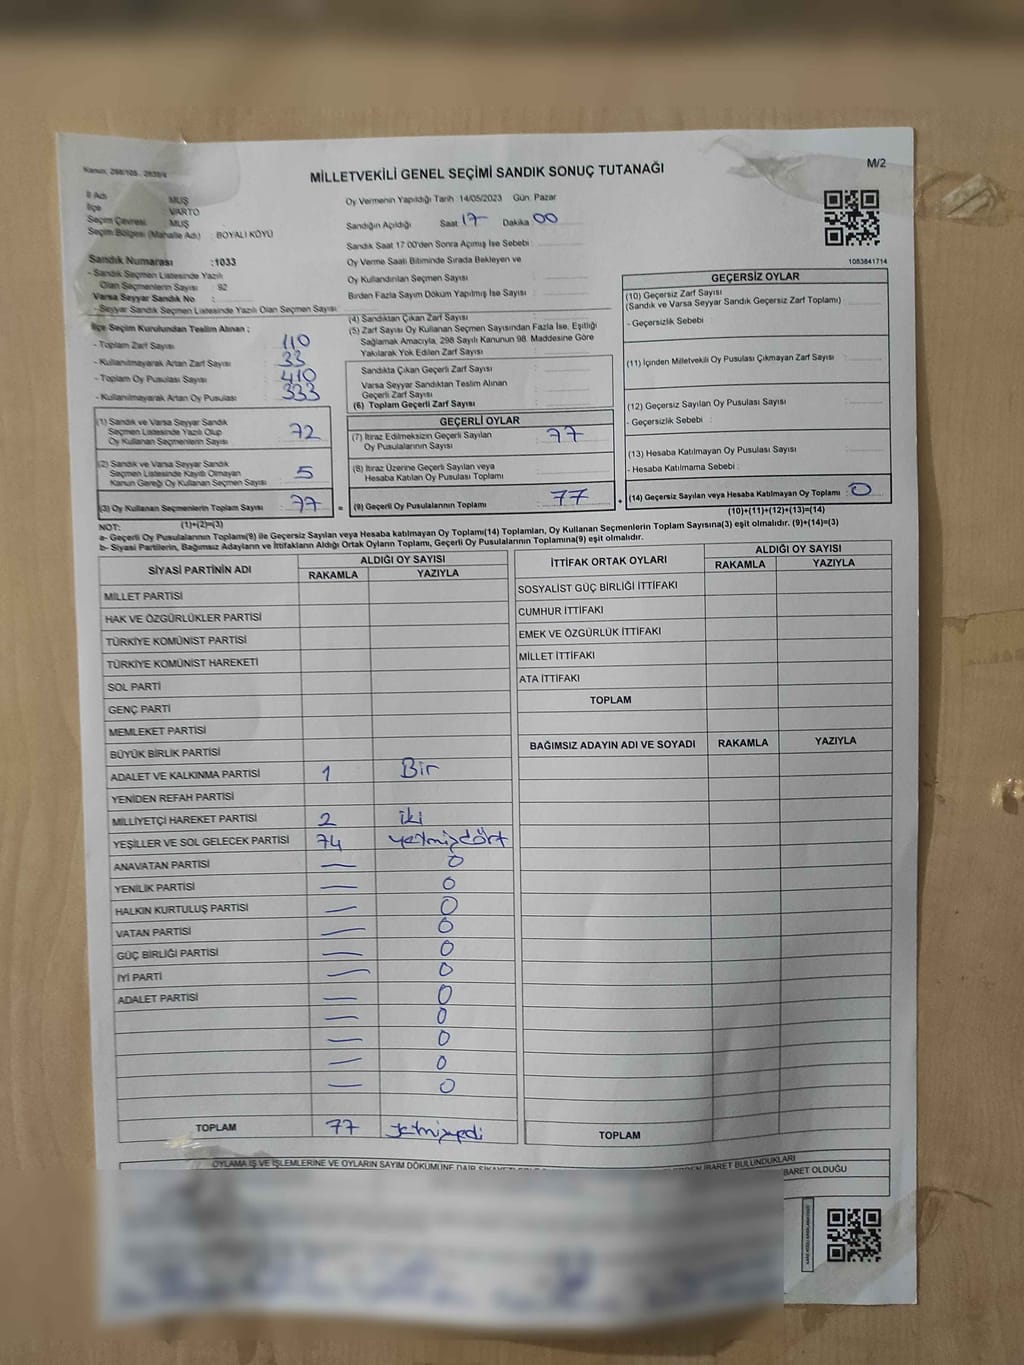 Kanun, 298/105 , 2839/4
MİLLETVEKİLİ GENEL SEÇİMİ SANDIK SONUÇ TUTANAĞI
M/2
İl Adı : MUŞ
İlçe : VARTO
Seçim Çevresi : MUŞ
Seçim Bölgesi (Mahalle Adı) : BOYALI KÖYÜ
Oy Vermenin Yapıldığı Tarih :14/05/2023 Gün: Pazar
Sandığın Açıldığı Saat : 17 Dakika : 00
Sandık Saat 17:00'den Sonra Açılmış İse Sebebi :
Oy Verme Saati Bitiminde Sırada Bekleyen ve
Oy Kullandırılan Seçmen Sayısı :
Birden Fazla Sayım Döküm Yapılmış İse Sayısı :
1083841714
Sandık Numarası :1033
- Sandık Seçmen Listesinde Yazılı
Olan Seçmenlerin Sayısı : 92
Varsa Seyyar Sandık No :
- Seyyar Sandık Seçmen Listesinde Yazılı Olan Seçmen Sayısı :
İlçe Seçim Kurulundan Teslim Alınan ;
- Toplam Zarf Sayısı : 110
- Kullanılmayarak Artan Zarf Sayısı : 33
- Toplam Oy Pusulası Sayısı : 410
- Kullanılmayarak Artan Oy Pusulası : 333
(4) Sandıktan Çıkan Zarf Sayısı :
(5) Zarf Sayısı Oy Kullanan Seçmen Sayısından Fazla İse, Eşitliği
Sağlamak Amacıyla, 298 Sayılı Kanunun 98. Maddesine Göre
Yakılarak Yok Edilen Zarf Sayısı :
Sandıkta Çıkan Geçerli Zarf Sayısı :
Varsa Seyyar Sandıktan Teslim Alınan
Geçerli Zarf Sayısı :
(6) Toplam Geçerli Zarf Sayısı :
GEÇERSİZ OYLAR
(10) Geçersiz Zarf Sayısı
(Sandık ve Varsa Seyyar Sandık Geçersiz Zarf Toplamı) :
- Geçersizlik Sebebi :
(11) İçinden Milletvekili Oy Pusulası Çıkmayan Zarf Sayısı :
(12) Geçersiz Sayılan Oy Pusulası Sayısı :
- Geçersizlik Sebebi :
(13) Hesaba Katılmayan Oy Pusulası Sayısı :
- Hesaba Katılmama Sebebi :
(14) Geçersiz Sayılan veya Hesaba Katılmayan Oy Toplamı : 0
(10)+(11)+(12)+(13)=(14)
(1) Sandık ve Varsa Seyyar Sandık
Seçmen Listesinde Yazılı Olup
Oy Kullanan Seçmenlerin Sayısı : 72
(2) Sandık ve Varsa Seyyar Sandık
Seçmen Listesinde Kayıtlı Olmayan
Kanun Gereği Oy Kullanan Seçmen Sayısı : 5
(3) Oy Kullanan Seçmenlerin Toplam Sayısı : 77
(1)+(2)=(3)
GEÇERLİ OYLAR
(7) İtiraz Edilmeksizin Geçerli Sayılan
Oy Pusulalarının Sayısı : 77
(8) İtiraz Üzerine Geçerli Sayılan veya
Hesaba Katılan Oy Pusulası Toplamı :
= (9) Geçerli Oy Pusulalarının Toplamı : 77 +
NOT:
a- Geçerli Oy Pusulalarının Toplamı(9) ile Geçersiz Sayılan veya Hesaba katılmayan Oy Toplamı(14) Toplamları, Oy Kullanan Seçmenlerin Toplam Sayısına(3) eşit olmalıdır. (9)+(14)=(3)
b- Siyasi Partilerin, Bağımsız Adayların ve İttifakların Aldığı Ortak Oyların Toplamı, Geçerli Oy Pusulalarının Toplamına(9) eşit olmalıdır.
SİYASİ PARTİNİN ADI ALDIĞI OY SAYISI
RAKAMLA YAZIYLA
MİLLET PARTİSİ
HAK VE ÖZGÜRLÜKLER PARTİSİ
TÜRKİYE KOMÜNİST PARTİSİ
TÜRKİYE KOMÜNİST HAREKETİ
SOL PARTİ
GENÇ PARTİ
MEMLEKET PARTİSİ
BÜYÜK BİRLİK PARTİSİ
ADALET VE KALKINMA PARTİSİ 1 Bir
YENİDEN REFAH PARTİSİ
MİLLİYETÇİ HAREKET PARTİSİ 2 iki
YEŞİLLER VE SOL GELECEK PARTİSİ 74 yetmişdört
ANAVATAN PARTİSİ — 0
YENİLİK PARTİSİ — 0
HALKIN KURTULUŞ PARTİSİ — 0
VATAN PARTİSİ — 0
GÜÇ BİRLİĞİ PARTİSİ — 0
İYİ PARTİ — 0
ADALET PARTİSİ — 0
— 0
— 0
— 0
— 0
TOPLAM 77 yetmişyedi
İTTİFAK ORTAK OYLARI ALDIĞI OY SAYISI
RAKAMLA YAZIYLA
SOSYALİST GÜÇ BİRLİĞİ İTTİFAKI
CUMHUR İTTİFAKI
EMEK VE ÖZGÜRLÜK İTTİFAKI
MİLLET İTTİFAKI
ATA İTTİFAKI
TOPLAM
BAĞIMSIZ ADAYIN ADI VE SOYADI RAKAMLA YAZIYLA
TOPLAM
OYLAMA İŞ VE İŞLEMLERİNE VE OYLARIN SAYIM DÖKÜMÜNE DAİR İBARET BULUNDUKLARI
BARET OLDUĞU